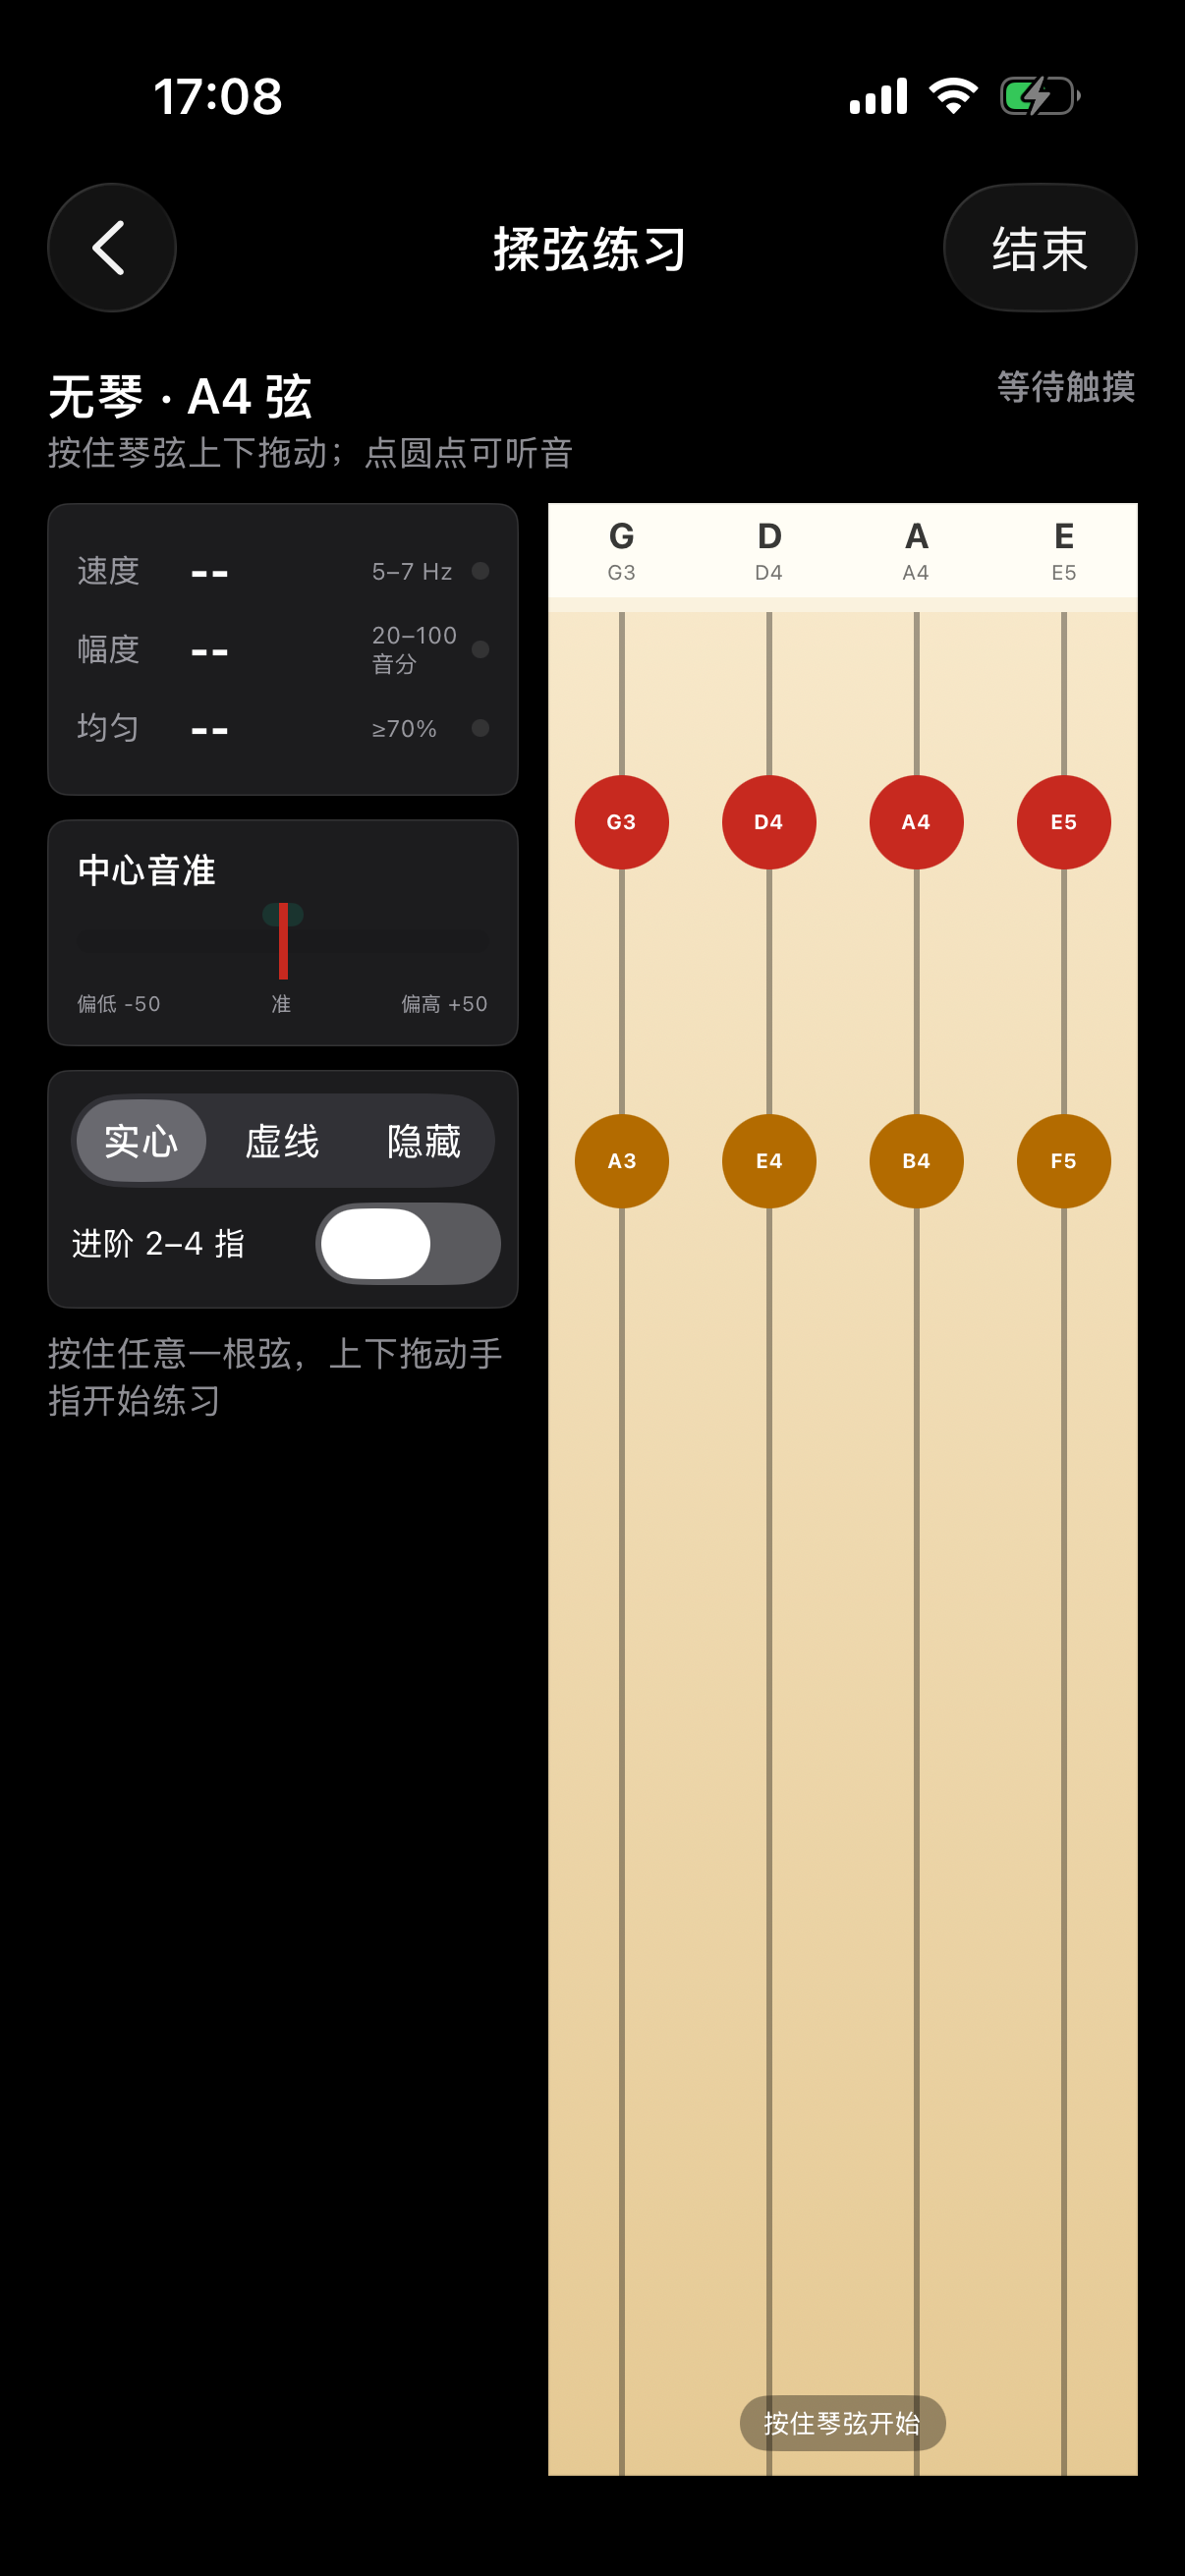 17:08
揉弦练习
结束
无琴 · A4 弦
等待触摸
按住琴弦上下拖动；点圆点可听音
速度 -- 5–7 Hz
幅度 -- 20–100
音分
均匀 -- ≥70%
中心音准
偏低 -50 准 偏高 +50
实心 虚线 隐藏
进阶 2–4 指
按住任意一根弦，上下拖动手
指开始练习
G D A E
G3 D4 A4 E5
G3 D4 A4 E5
A3 E4 B4 F5
按住琴弦开始